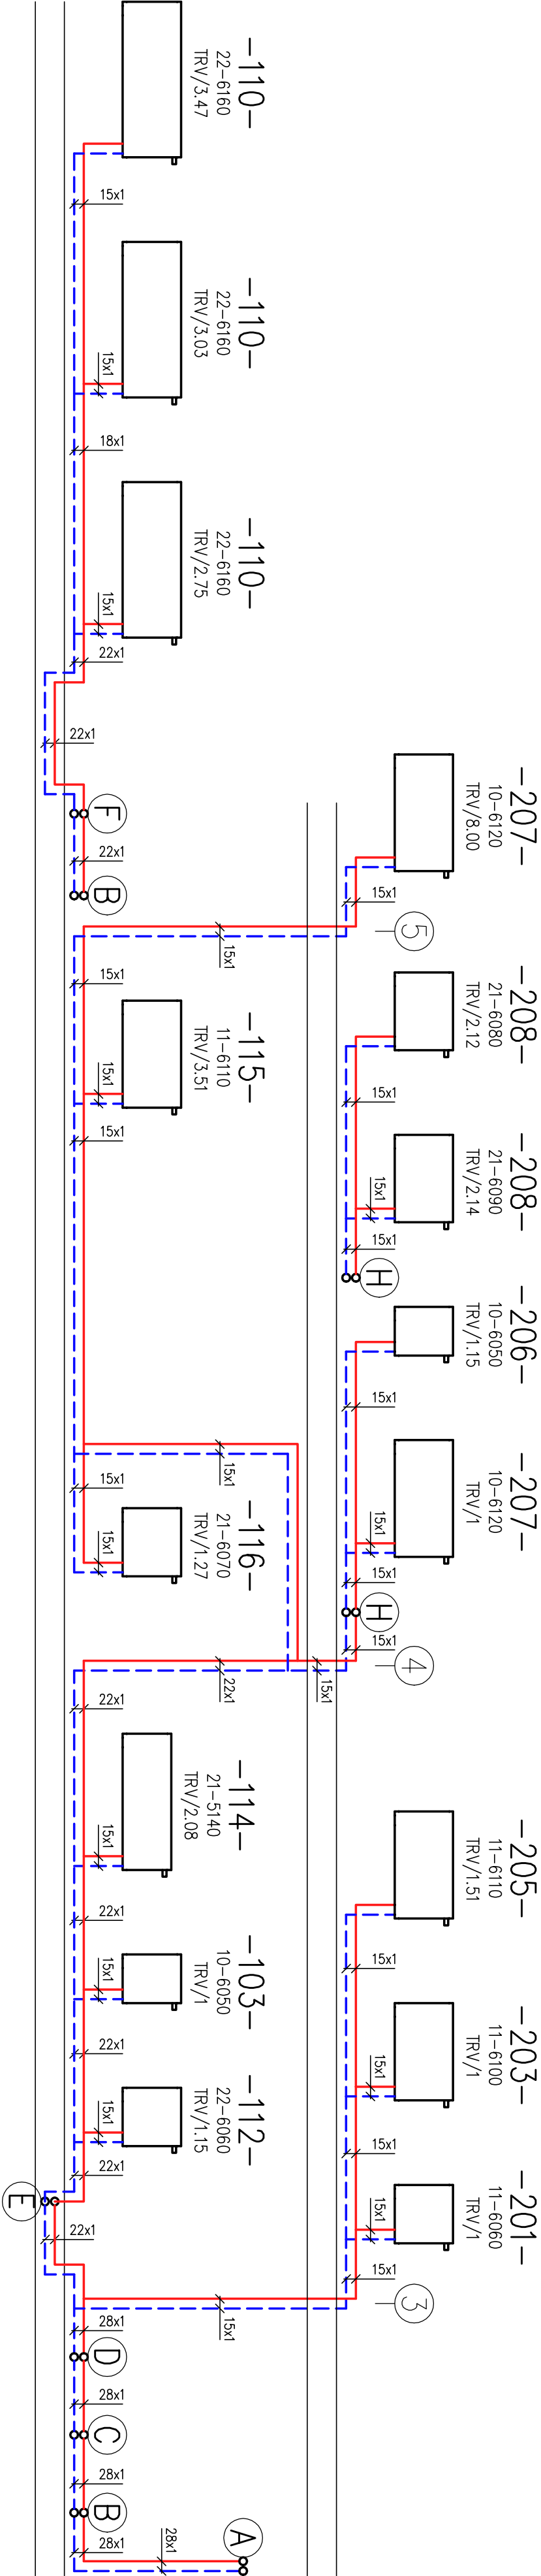 -110-
22-6160
TRV/3.47
15x1
-110-
22-6160
TRV/3.03
15x1
18x1
-110-
22-6160
TRV/2.75
15x1
22x1
22x1
F
22x1
B
-207-
10-6120
TRV/8.00
15x1
5
15x1
-208-
21-6080
TRV/2.12
15x1
-208-
21-6090
TRV/2.14
15x1
15x1
H
-206-
10-6050
TRV/1.15
15x1
-207-
10-6120
TRV/1
15x1
15x1
H
15x1
4
15x1
15x1
-115-
11-6110
TRV/3.51
15x1
15x1
15x1
15x1
-116-
21-6070
TRV/1.27
15x1
22x1
22x1
-114-
21-5140
TRV/2.08
15x1
22x1
-103-
10-6050
TRV/1
15x1
22x1
-112-
22-6060
TRV/1.15
15x1
22x1
E
22x1
-205-
11-6110
TRV/1.51
15x1
-203-
11-6100
TRV/1
15x1
15x1
-201-
11-6060
TRV/1
15x1
15x1
3
15x1
28x1
D
28x1
C
28x1
B
28x1
28x1
A